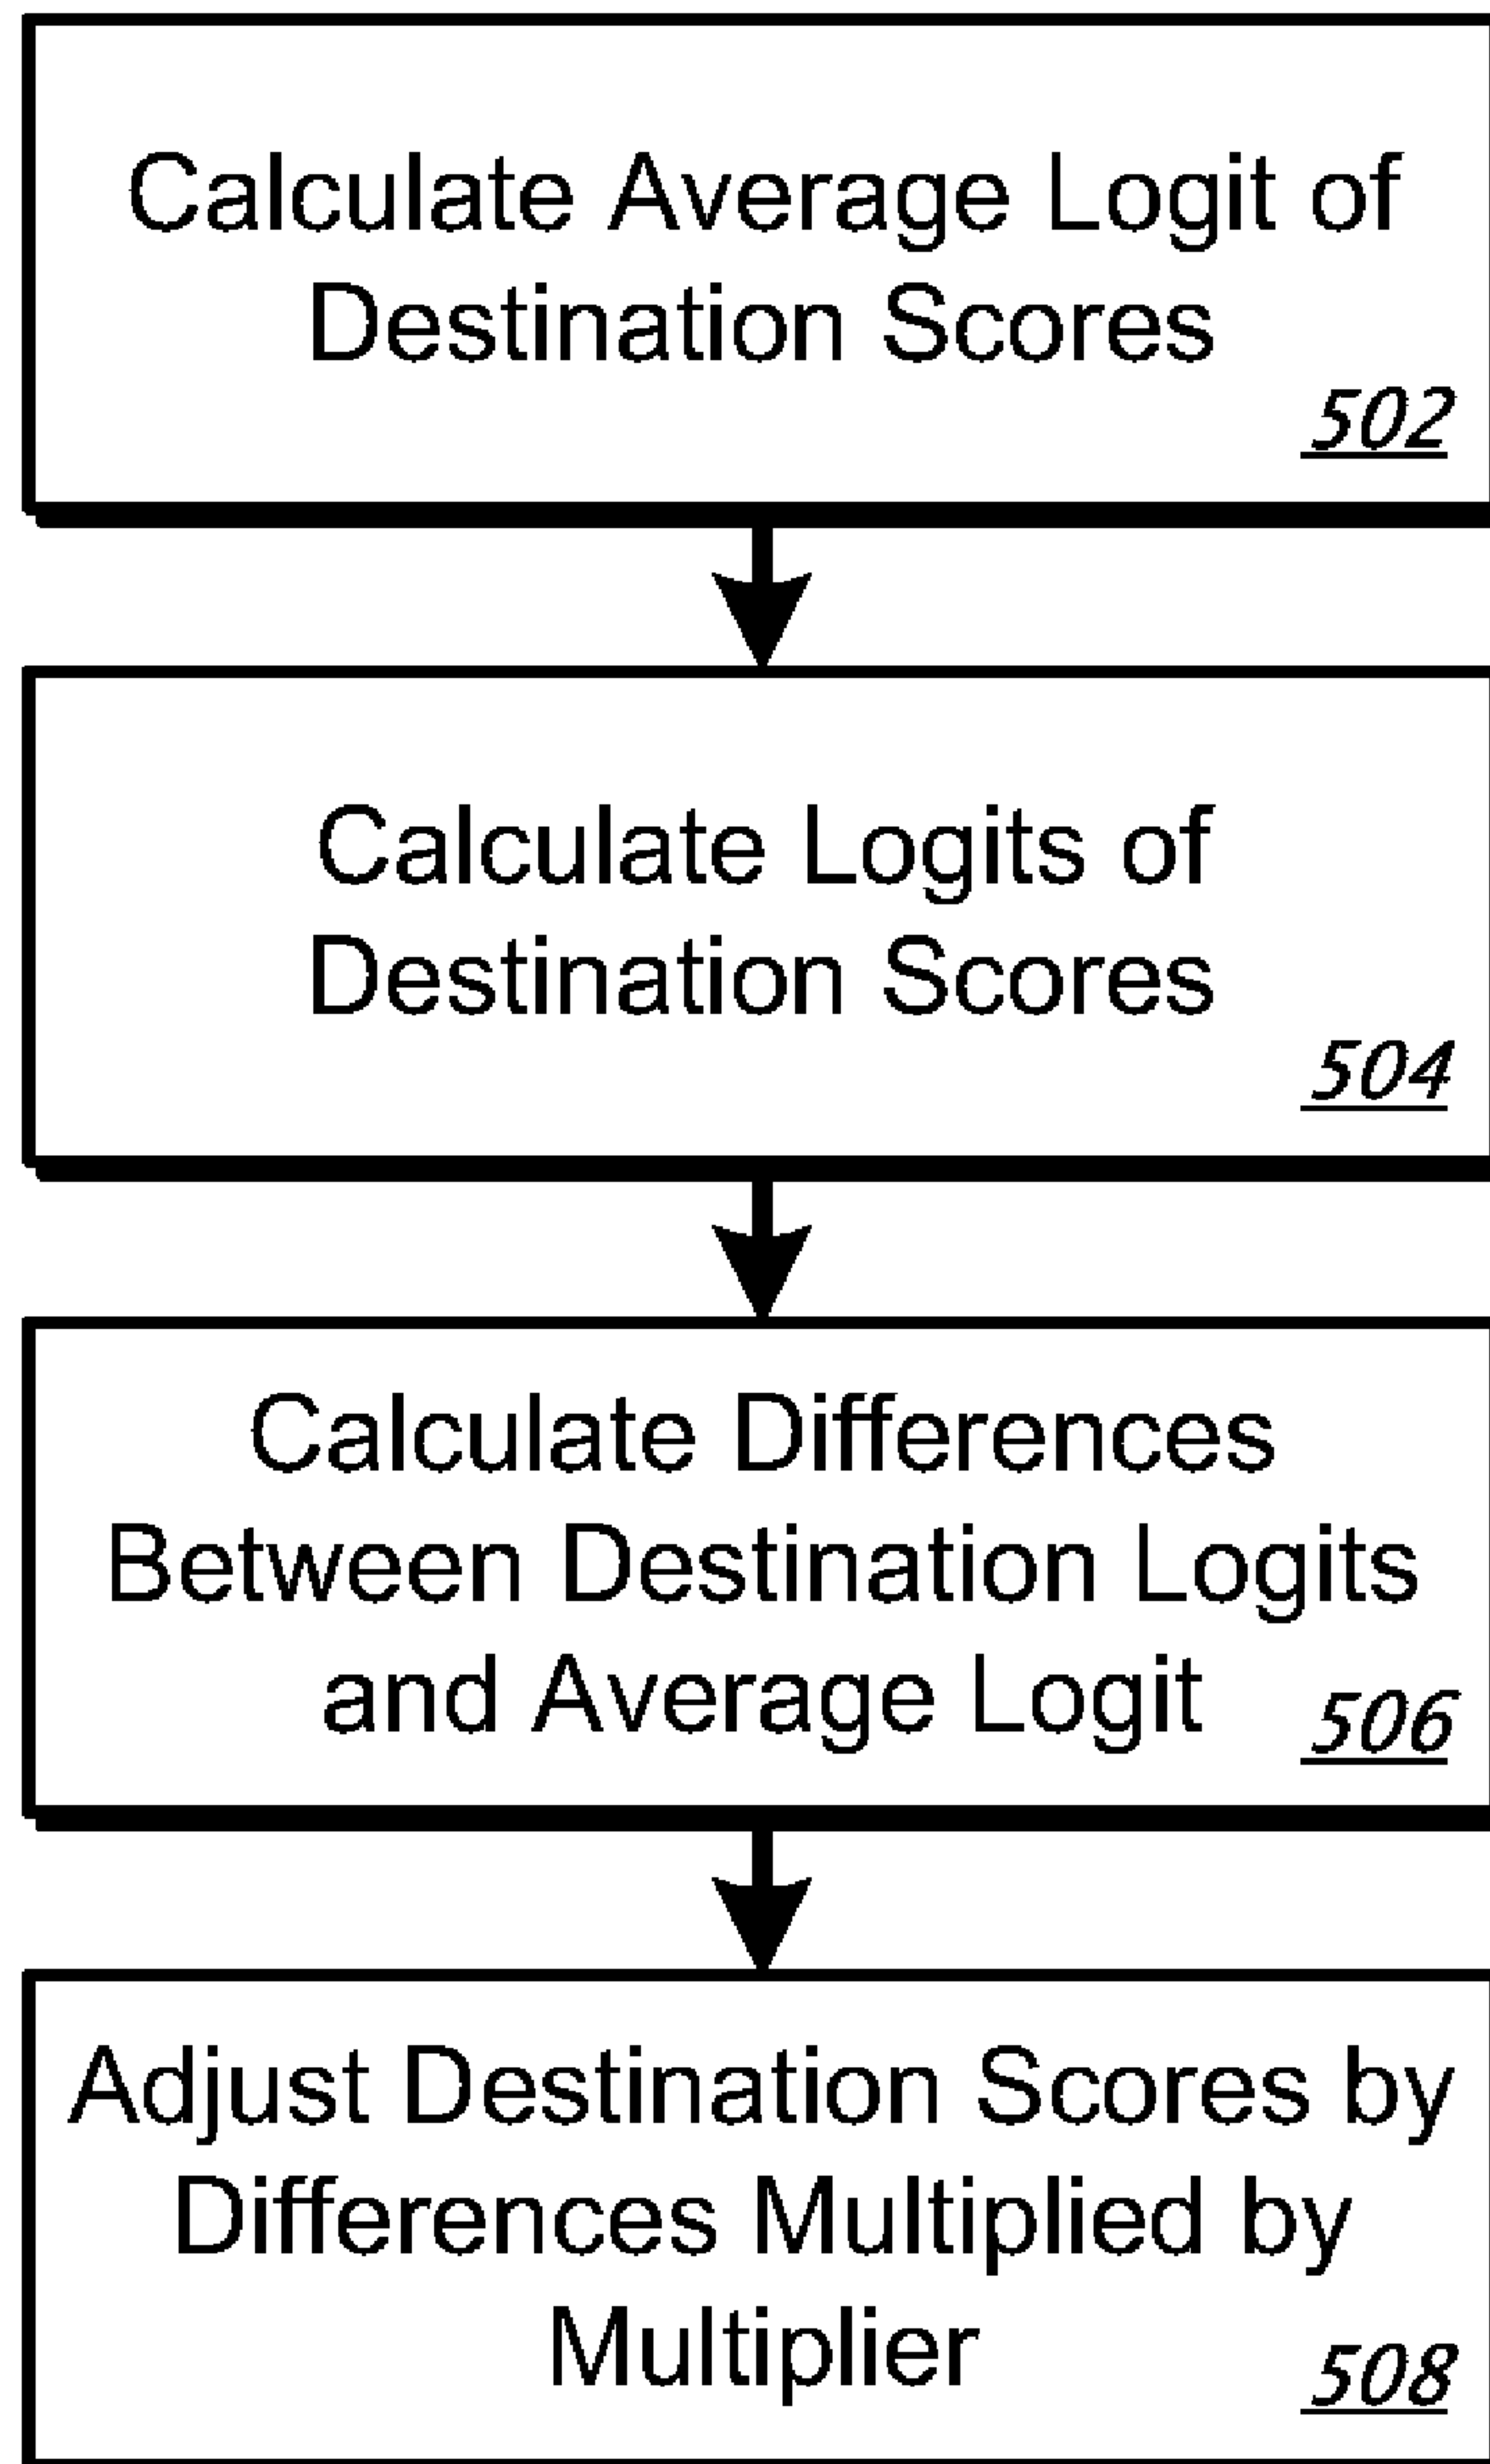 Calculate Average Logit of
Destination Scores
502
Calculate Logits of
Destination Scores
504
Calculate Differences
Between Destination Logits
and Average Logit
506
Adjust Destination Scores by
Differences Multiplied by
Multiplier
508